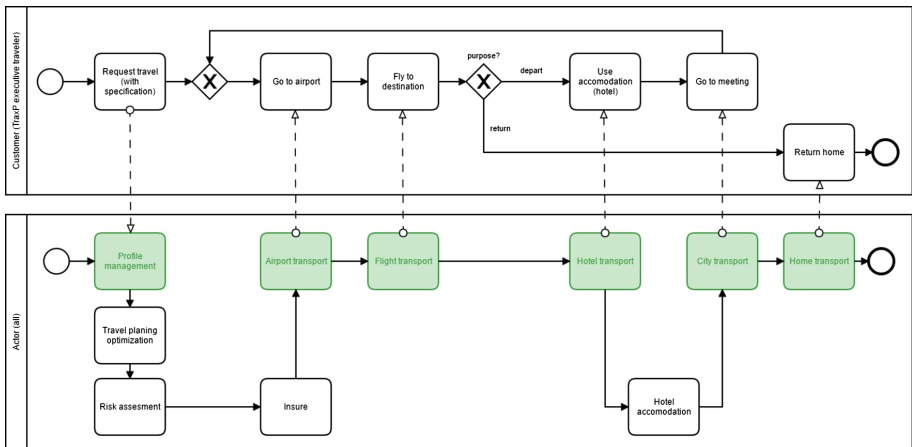 Customer (TraxP executive traveler)
Request travel
(with
specification)
X
Go to airport
Fly to
destination
purpose?
X
depart
return
Use
accomodation
(hotel)
Go to meeting
Return home
Actor (all)
Profile
management
Airport transport
Flight transport
Hotel transport
City transport
Home transport
Travel planing
optimization
Risk assesment
Insure
Hotel
accomodation